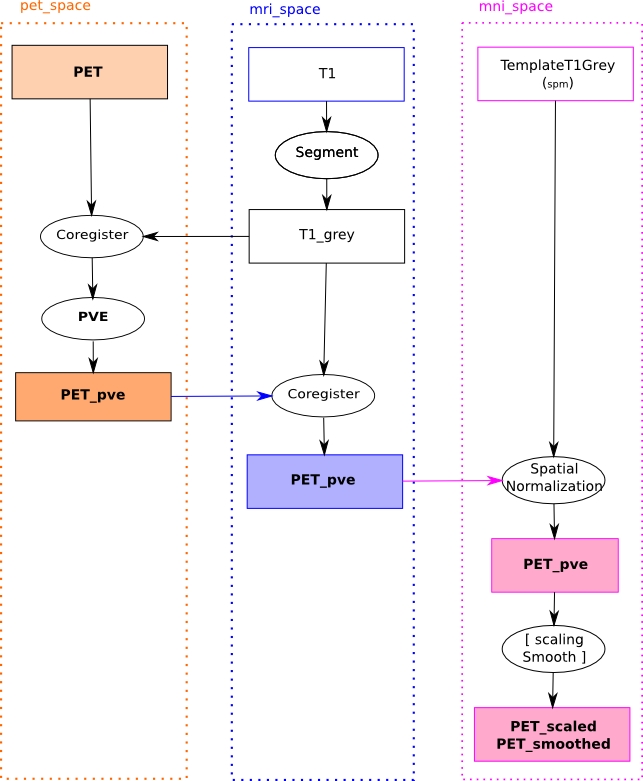 pet_space
PET
Coregister
PVE
PET_pve
mri_space
T1
Segment
T1_grey
Coregister
PET_pve
mni_space
TemplateT1Grey
(spm)
Spatial
Normalization
PET_pve
[ scaling
Smooth ]
PET_scaled
PET_smoothed